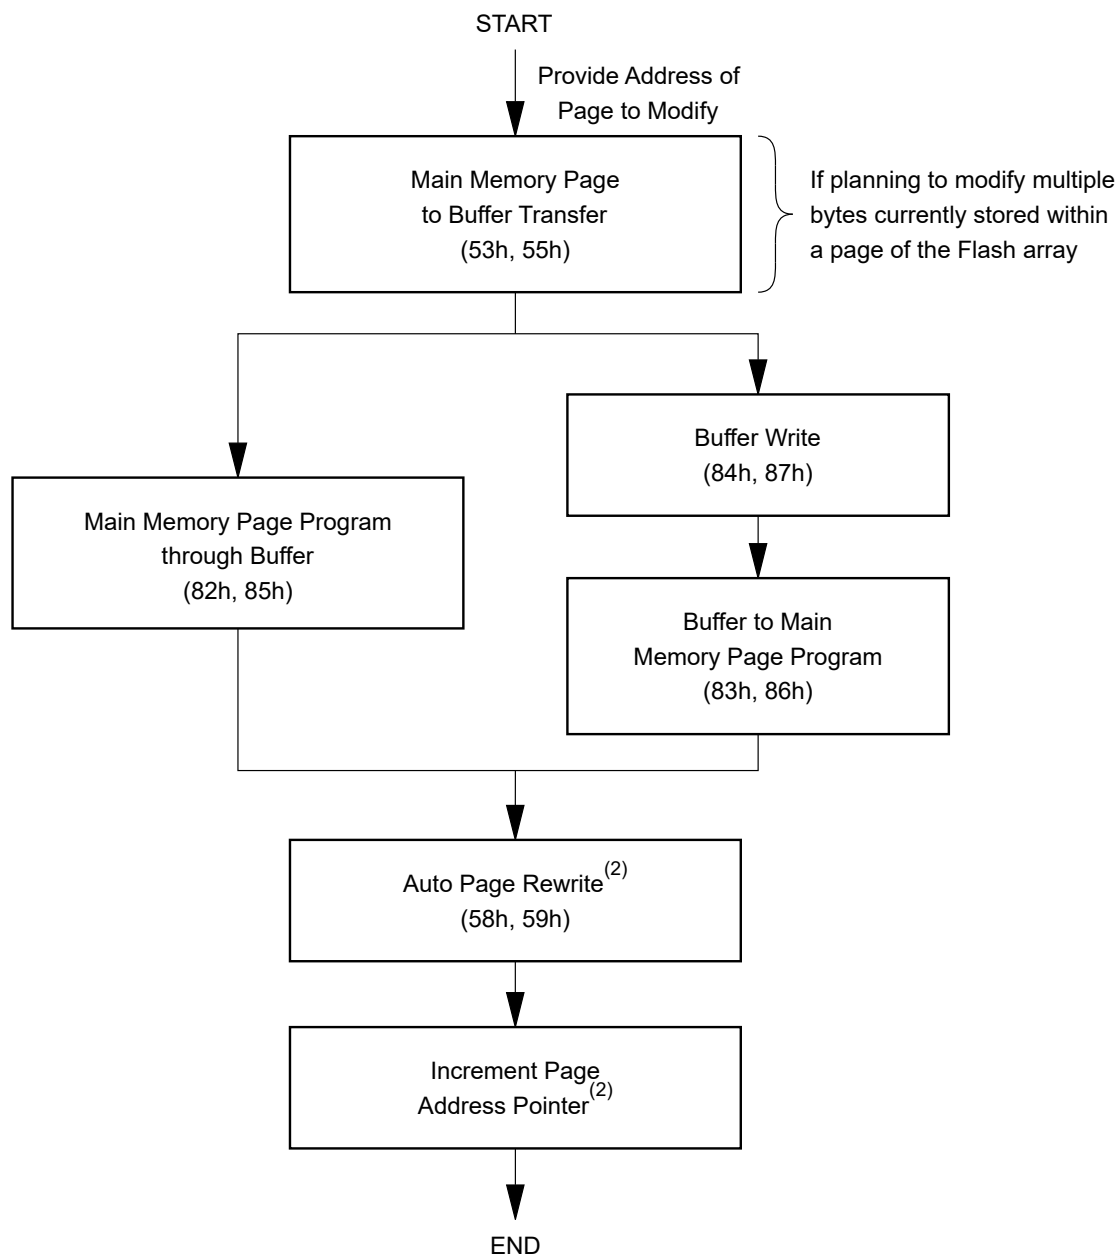 START
Provide Address of
Page to Modify
Main Memory Page
to Buffer Transfer
(53h, 55h)
If planning to modify multiple
bytes currently stored within
a page of the Flash array
Main Memory Page Program
through Buffer
(82h, 85h)
Buffer Write
(84h, 87h)
Buffer to Main
Memory Page Program
(83h, 86h)
Auto Page Rewrite(2)
(58h, 59h)
Increment Page
Address Pointer(2)
END